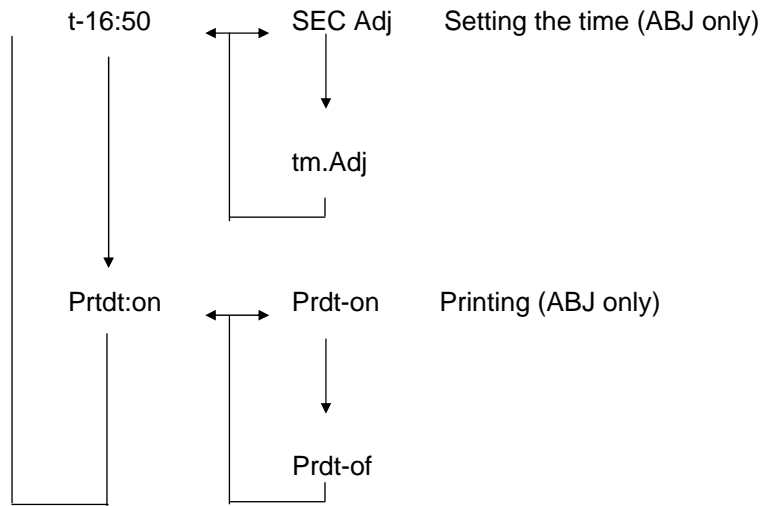 t-16:50 SEC Adj Setting the time (ABJ only)
tm.Adj
Prtdt:on Prdt-on Printing (ABJ only)
Prdt-of